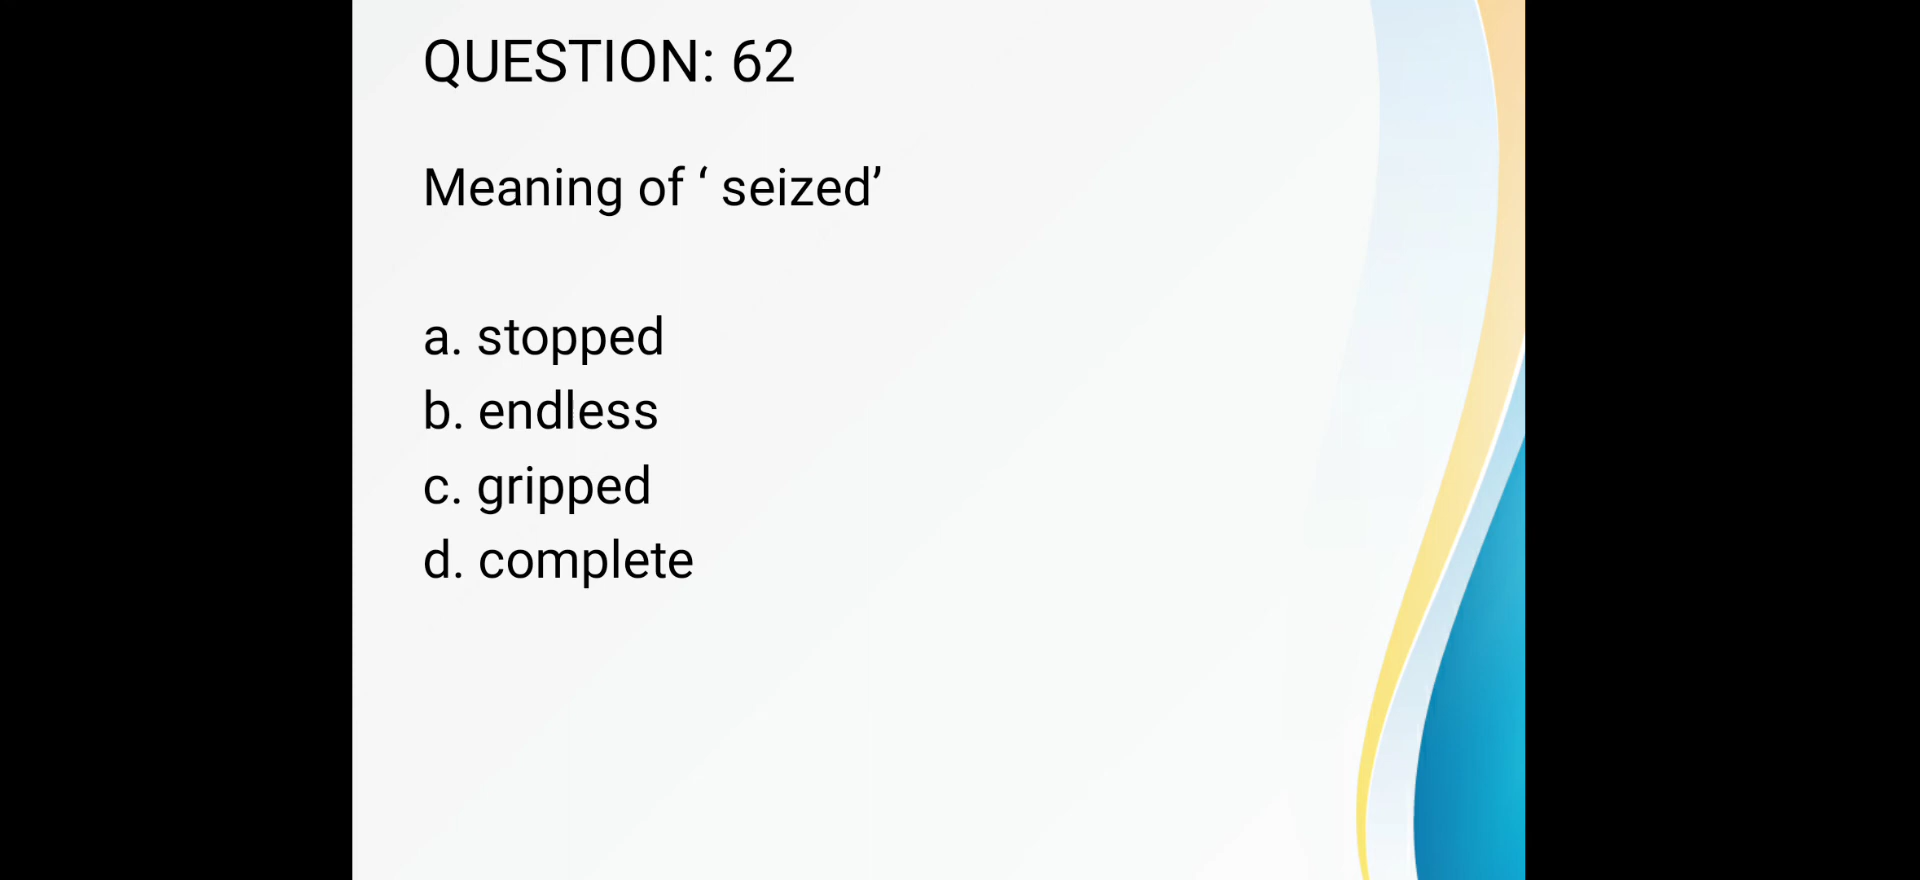 QUESTION: 62
Meaning of ‘ seized’
a. stopped
b. endless
c. gripped
d. complete